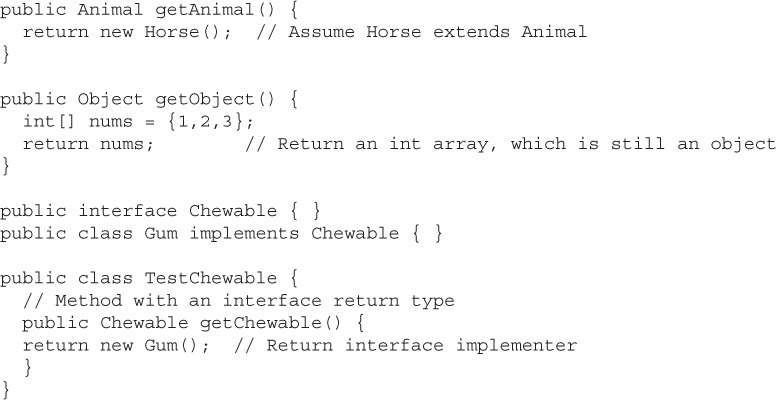 public Animal getAnimal() {
  return new Horse();  // Assume Horse extends Animal
}

public Object getObject() {
  int[] nums = {1,2,3};
  return nums;        // Return an int array, which is still an object
}

public interface Chewable { }
public class Gum implements Chewable { }

public class TestChewable {
  // Method with an interface return type
  public Chewable getChewable() {
  return new Gum();  // Return interface implementer
  }
}